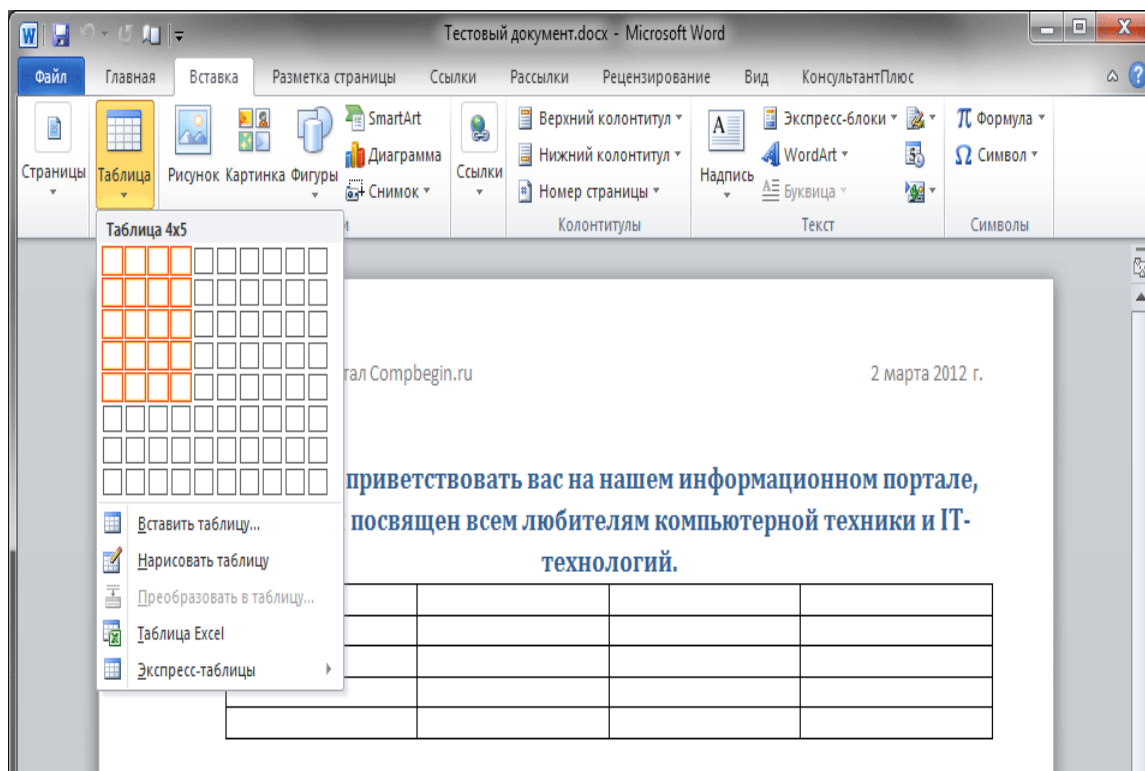 Тестовый документ.docx - Microsoft Word
Файл Главная Вставка Разметка страницы Ссылки Рассылки Рецензирование Вид КонсультантПлюс
Страницы
Таблица
Рисунок Картинка Фигуры
SmartArt
Диаграмма
Снимок
Ссылки
Верхний колонтитул
Нижний колонтитул
Номер страницы
Колонтитулы
Надпись
Экспресс-блоки
WordArt
Буквица
Текст
Формула
Символ
Символы
Таблица 4x5
Вставить таблицу...
Нарисовать таблицу
Преобразовать в таблицу...
Таблица Excel
Экспресс-таблицы
Compbegin.ru 2 марта 2012 г.
приветствовать вас на нашем информационном портале,
посвящен всем любителям компьютерной техники и IT-
технологий.